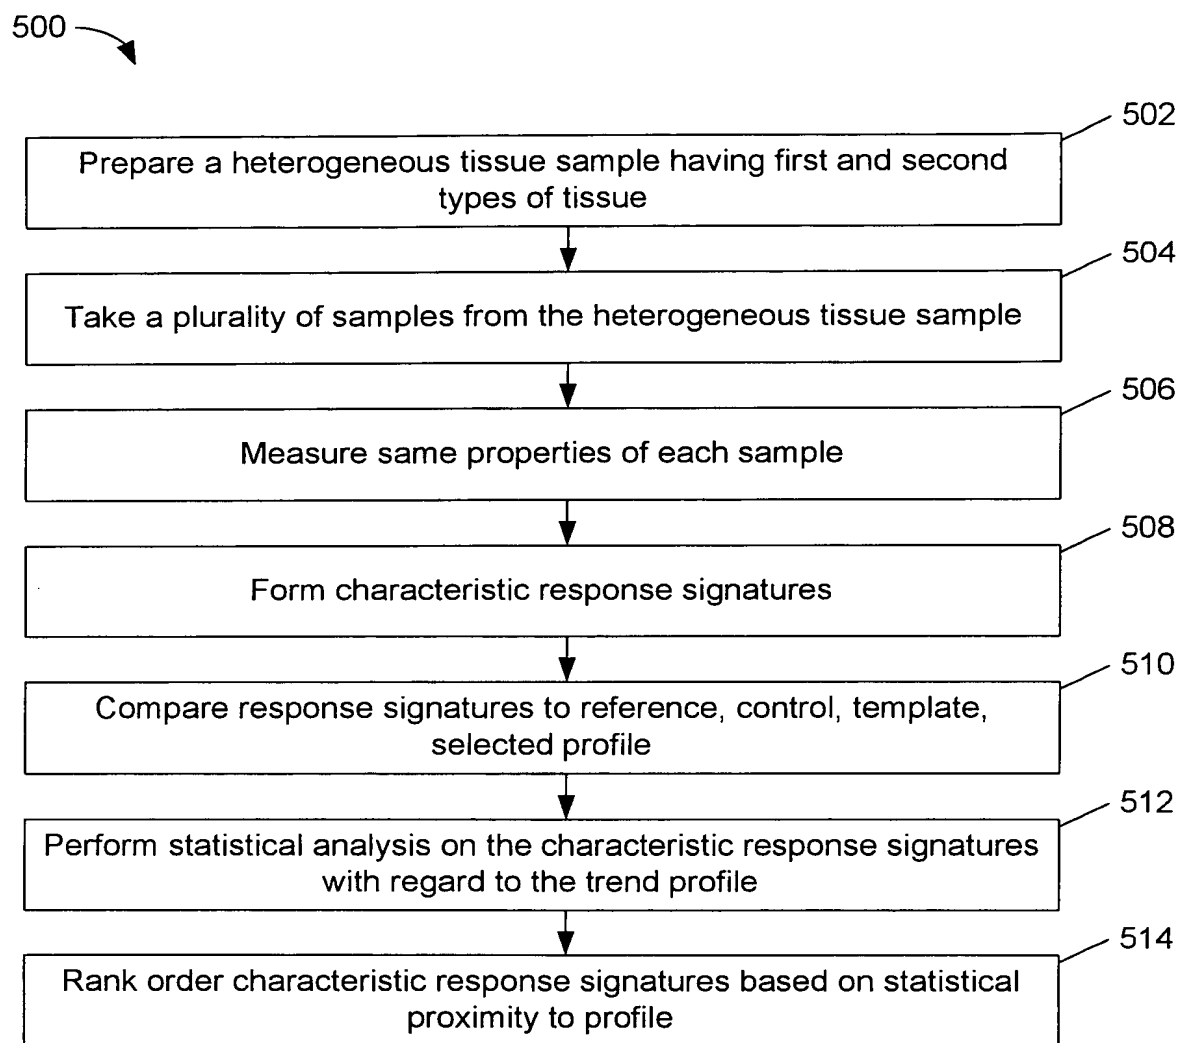 500
502
Prepare a heterogeneous tissue sample having first and second
types of tissue
504
Take a plurality of samples from the heterogeneous tissue sample
506
Measure same properties of each sample
508
Form characteristic response signatures
510
Compare response signatures to reference, control, template,
selected profile
512
Perform statistical analysis on the characteristic response signatures
with regard to the trend profile
514
Rank order characteristic response signatures based on statistical
proximity to profile